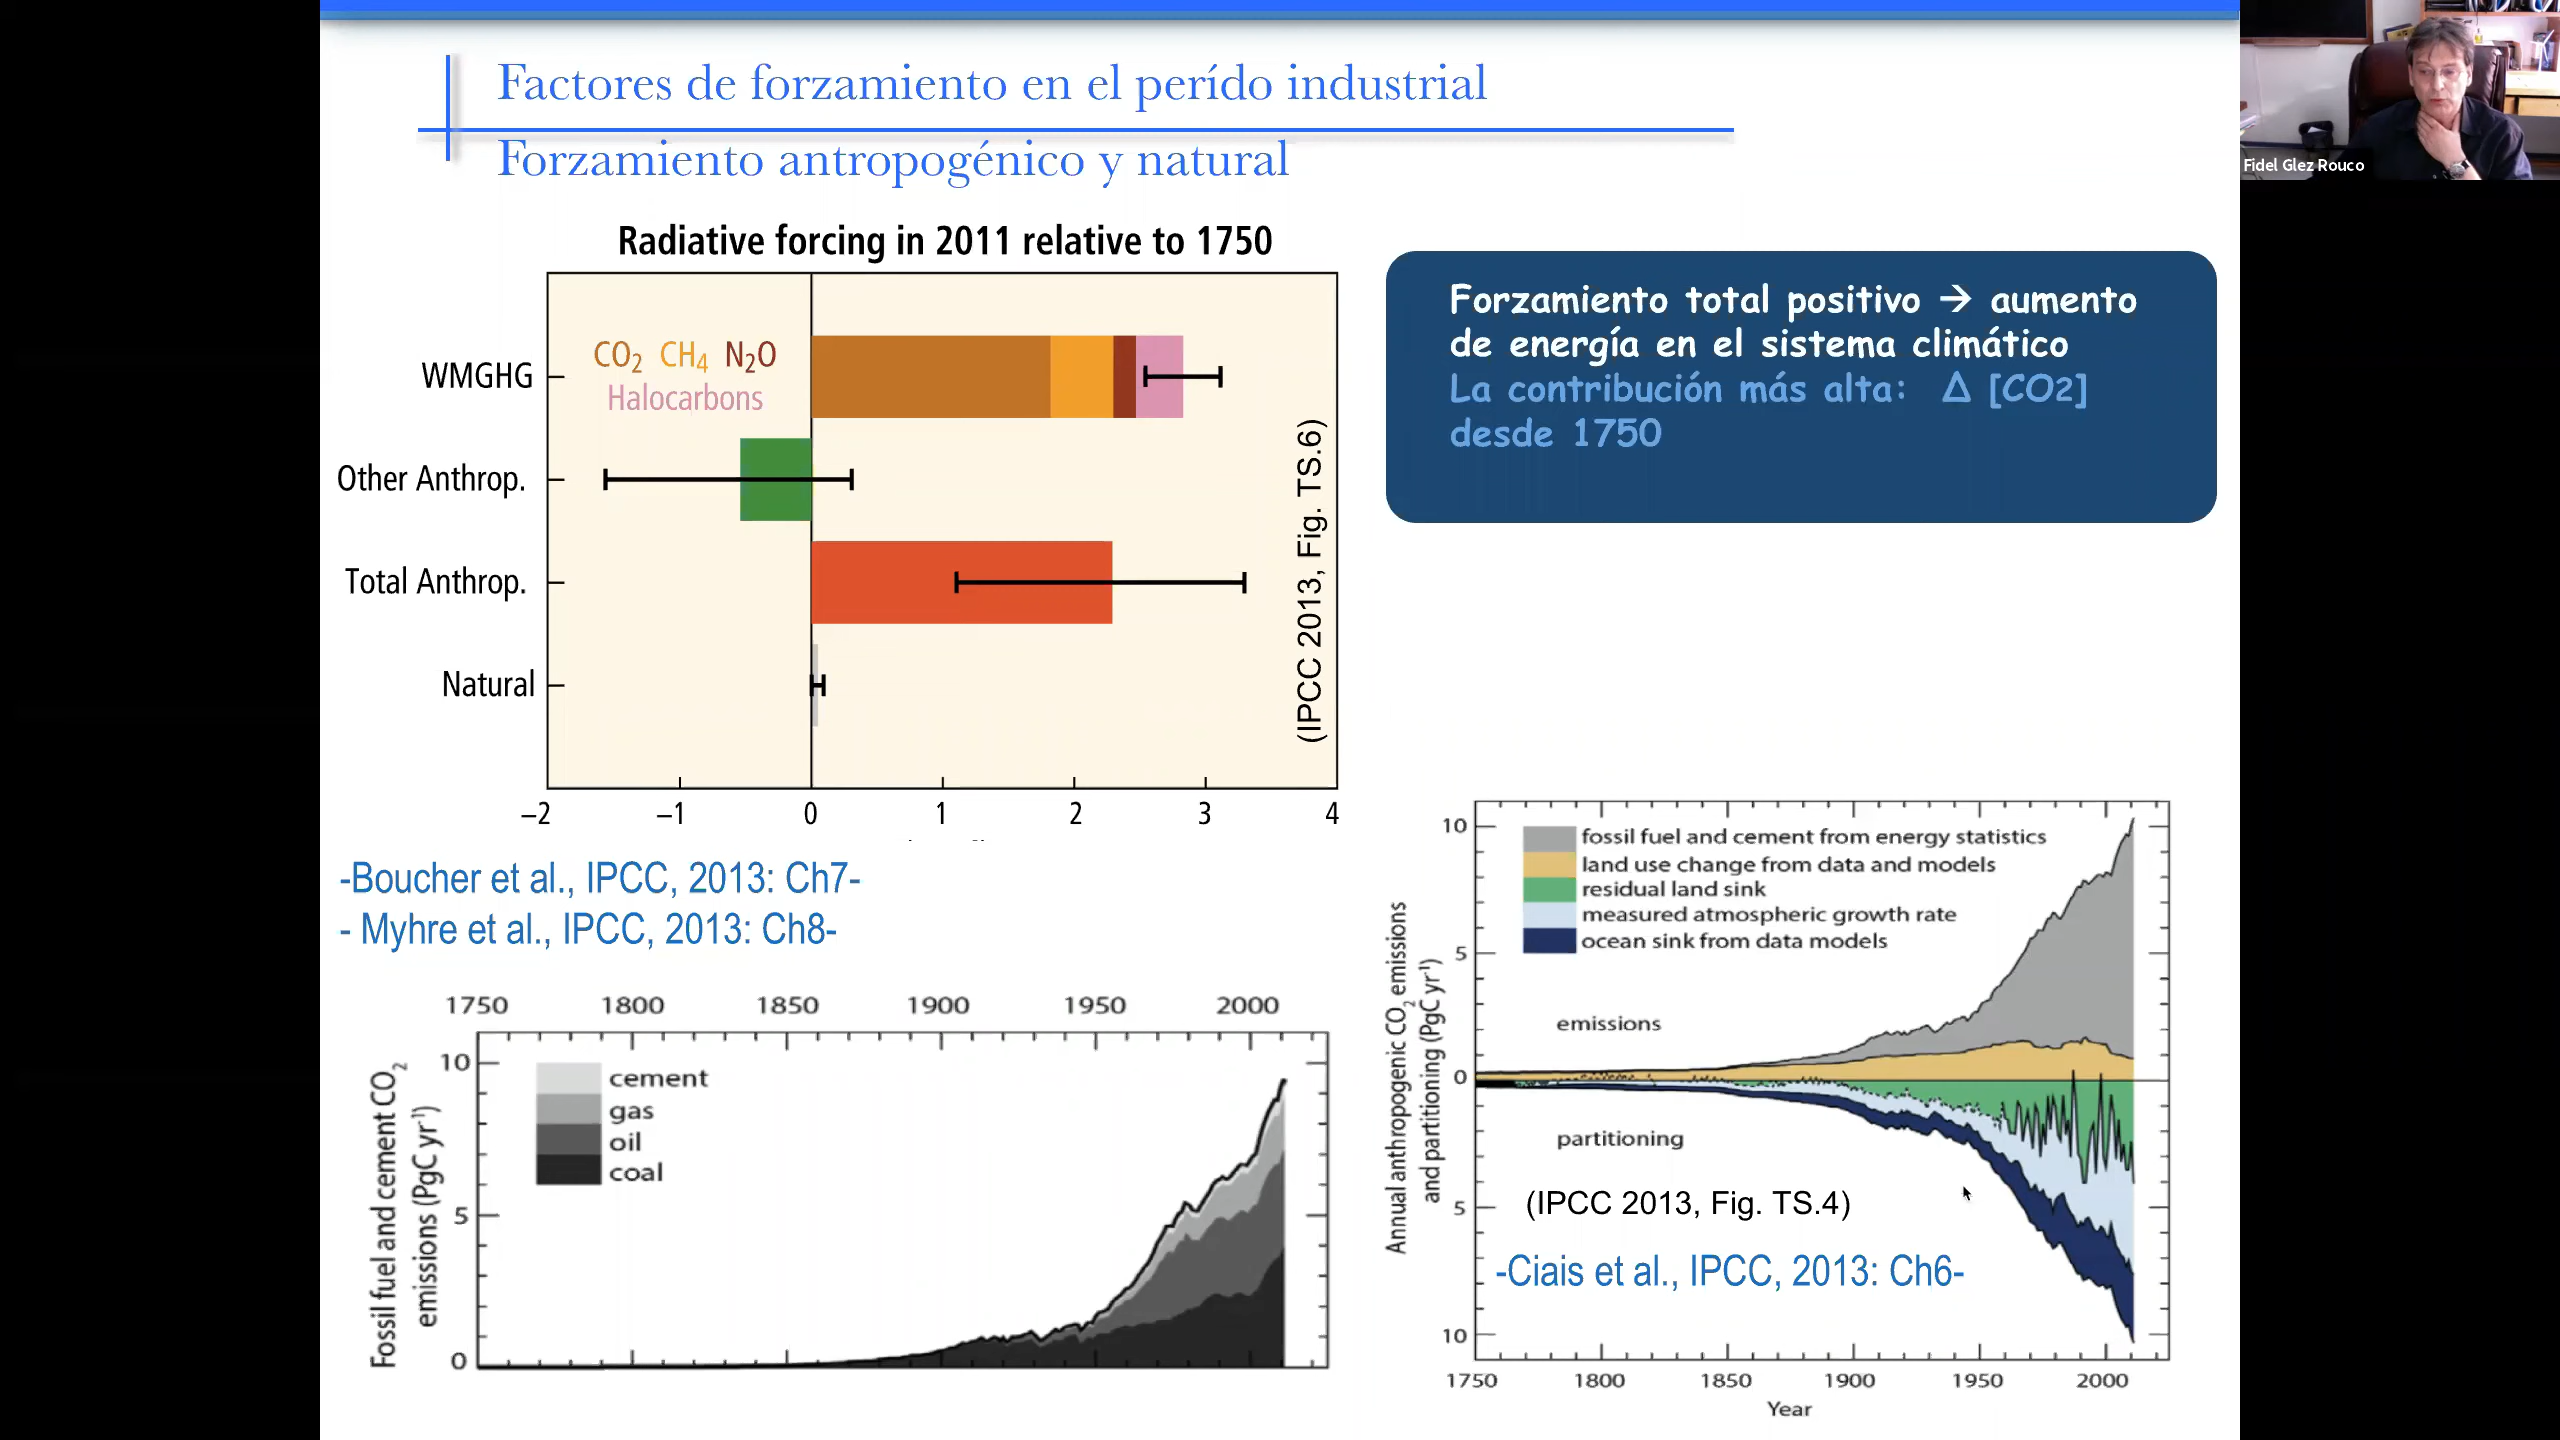 Factores de forzamiento en el perído industrial
Forzamiento antropogénico y natural
Fidel Glez Rouco
Radiative forcing in 2011 relative to 1750
CO2 CH4 N2O
Halocarbons
WMGHG
Other Anthrop.
Total Anthrop.
Natural
(IPCC 2013, Fig. TS.6)
−2 −1 0 1 2 3 4
Forzamiento total positivo → aumento
de energía en el sistema climático
La contribución más alta: Δ [CO2]
desde 1750
-Boucher et al., IPCC, 2013: Ch7-
- Myhre et al., IPCC, 2013: Ch8-
1750 1800 1850 1900 1950 2000
Fossil fuel and cement CO2
emissions (PgC yr-1)
10
5
0
cement
gas
oil
coal
Annual anthropogenic CO2 emissions
and partitioning (PgC yr-1)
10
5
0
5
10
fossil fuel and cement from energy statistics
land use change from data and models
residual land sink
measured atmospheric growth rate
ocean sink from data models
emissions
partitioning
(IPCC 2013, Fig. TS.4)
-Ciais et al., IPCC, 2013: Ch6-
1750 1800 1850 1900 1950 2000
Year